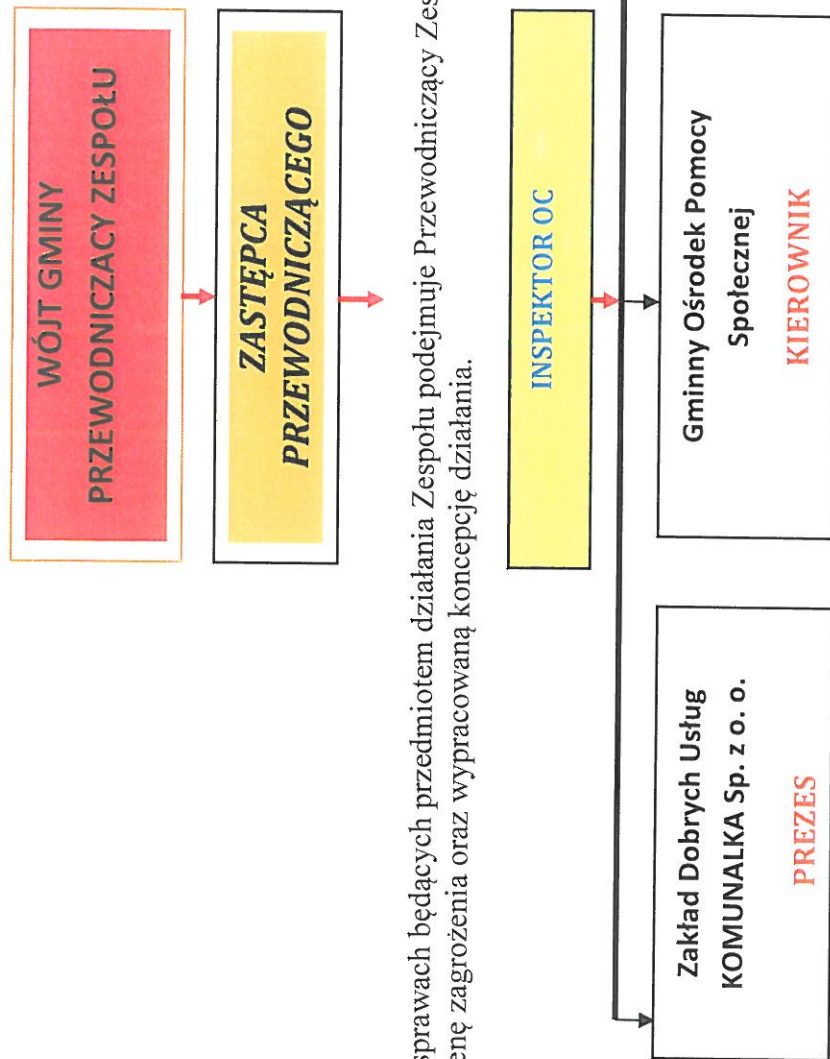 WÓJT GMINY
PRZEWODNICZACY ZESPOŁU
ZASTĘPCA
PRZEWODNICZĄCEGO
sprawach będących przedmiotem działania Zespołu podejmuje Przewodniczący Zes
enę zagrożenia oraz wypracowaną koncepcję działania.
INSPEKTOR OC
Zakład Dobrych Usług
KOMUNALKA Sp. z o. o.
PREZES
Gminny Ośrodek Pomocy
Społecznej
KIEROWNIK